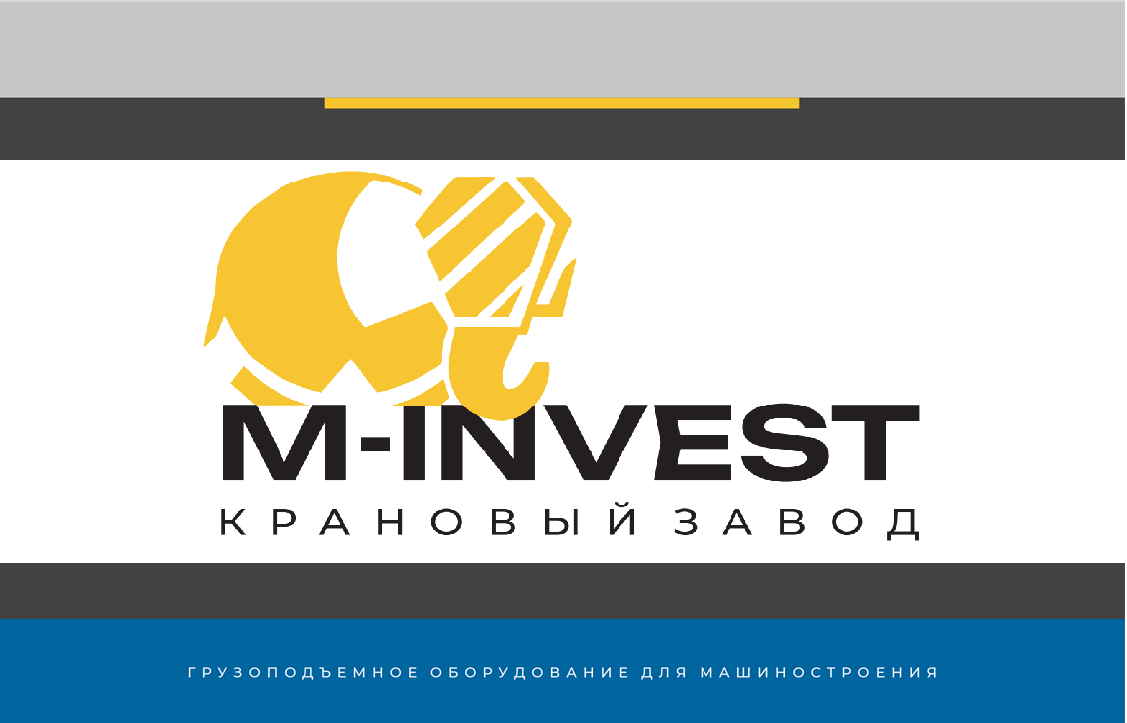 M-INVEST
КРАНОВЫЙ ЗАВОД
ГРУЗОПОДЪЕМНОЕ ОБОРУДОВАНИЕ ДЛЯ МАШИНОСТРОЕНИЯ